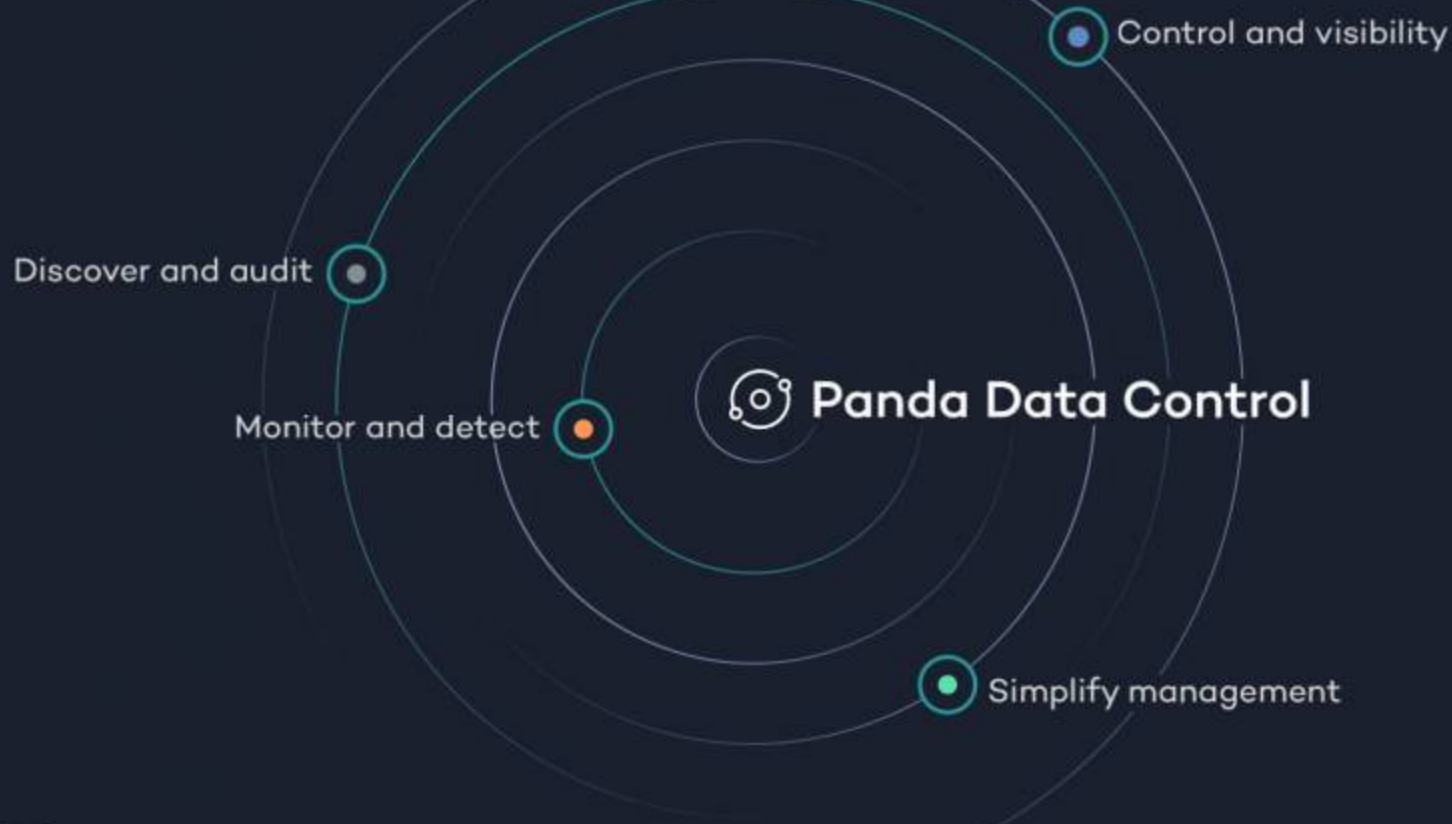 Control and visibility
Discover and audit
Panda Data Control
Monitor and detect
Simplify management